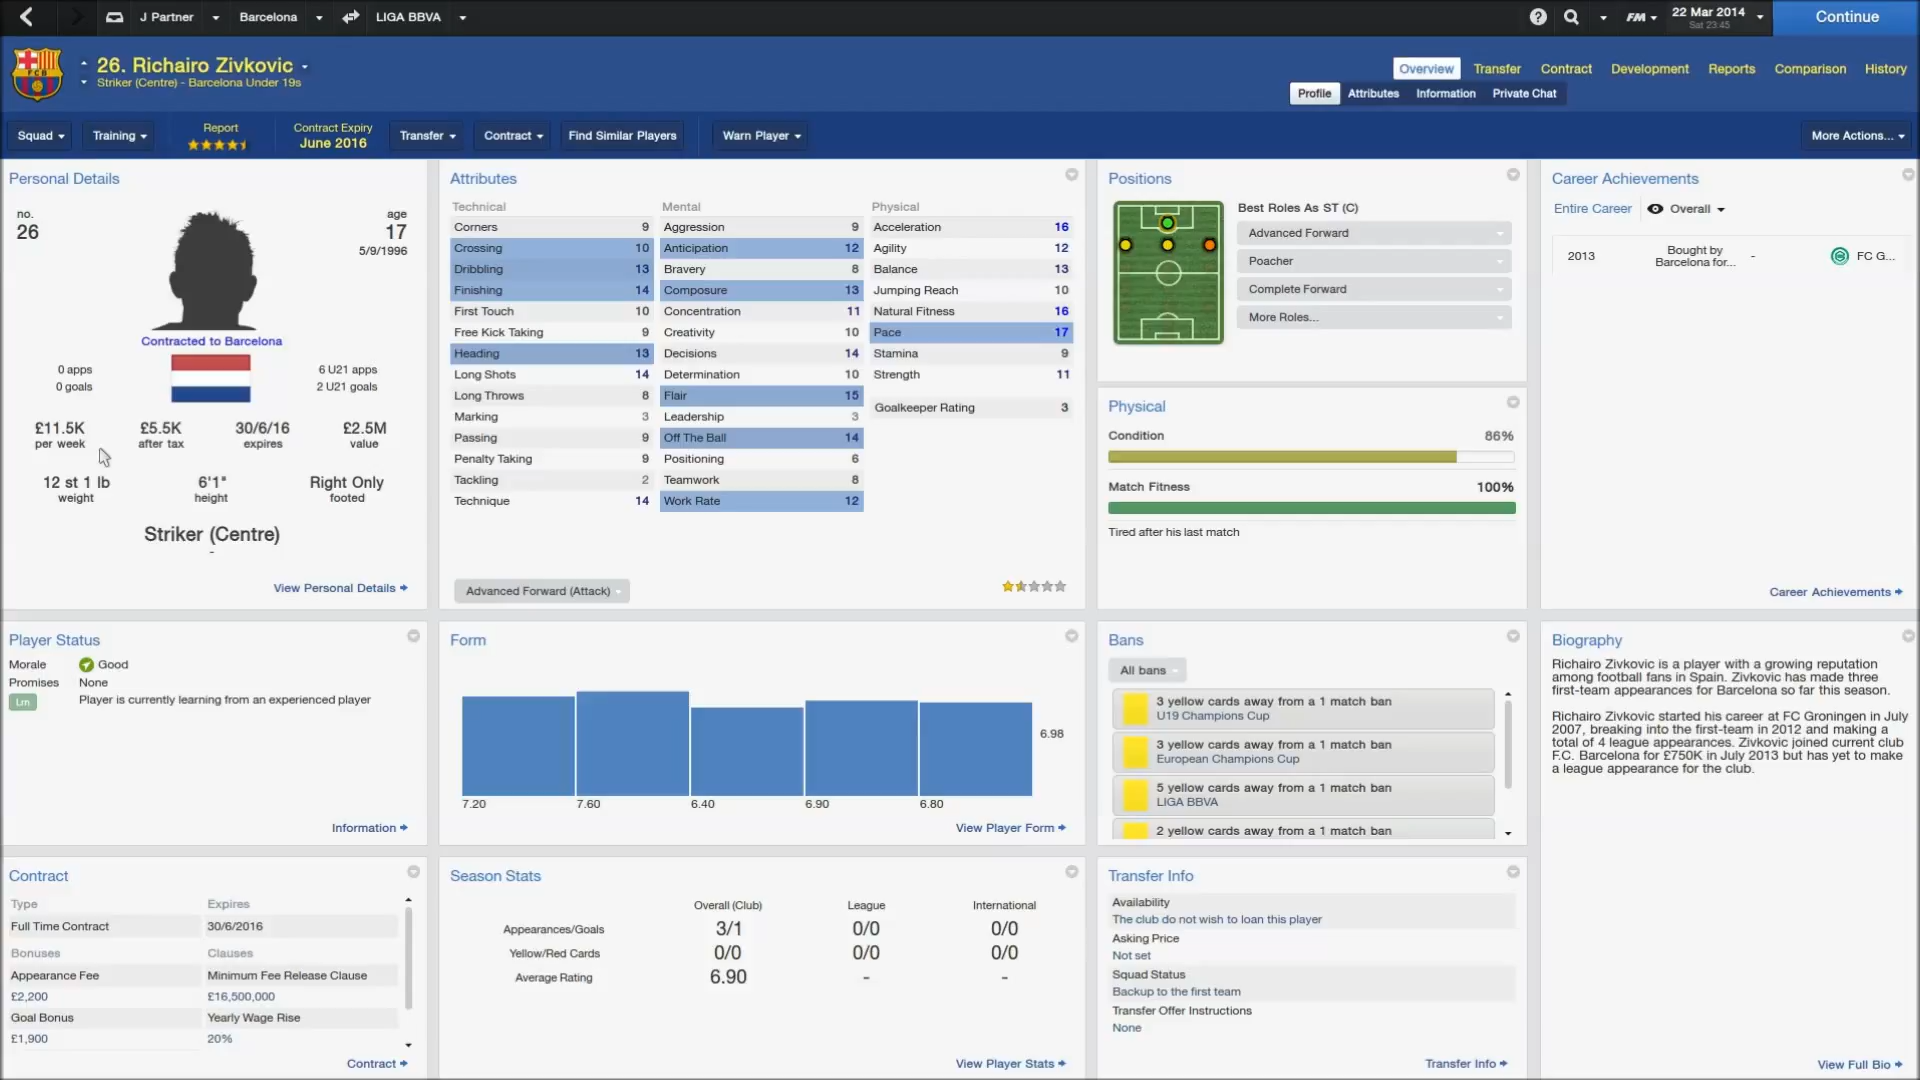 J Partner
Barcelona
LIGA BBVA
FM
22 Mar 2014
Sat 23:45
Continue
26. Richairo Zivkovic
Striker (Centre) - Barcelona Under 19s
Overview Transfer Contract Development Reports Comparison History
Profile Attributes Information Private Chat
Squad
Training
Report
Contract Expiry
June 2016
Transfer
Contract
Find Similar Players
Warn Player
More Actions...
Personal Details
no.
26
age
17
5/9/1996
Contracted to Barcelona
0 apps
0 goals
6 U21 apps
2 U21 goals
£11.5K
per week
£5.5K
after tax
30/6/16
expires
£2.5M
value
12 st 1 lb
weight
6'1"
height
Right Only
footed
Striker (Centre)
-
View Personal Details
Attributes
Technical
Corners 9
Crossing 10
Dribbling 13
Finishing 14
First Touch 10
Free Kick Taking 9
Heading 13
Long Shots 14
Long Throws 8
Marking 3
Passing 9
Penalty Taking 9
Tackling 2
Technique 14
Mental
Aggression 9
Anticipation 12
Bravery 8
Composure 13
Concentration 11
Creativity 10
Decisions 14
Determination 10
Flair 15
Leadership 3
Off The Ball 14
Positioning 6
Teamwork 8
Work Rate 12
Physical
Acceleration 16
Agility 12
Balance 13
Jumping Reach 10
Natural Fitness 16
Pace 17
Stamina 9
Strength 11
Goalkeeper Rating 3
Advanced Forward (Attack)
Positions
Best Roles As ST (C)
Advanced Forward
Poacher
Complete Forward
More Roles...
Physical
Condition 86%
Match Fitness 100%
Tired after his last match
Career Achievements
Entire Career
Overall
2013
Bought by
Barcelona for...
-
FC G...
Career Achievements
Player Status
Morale Good
Promises None
Lrn Player is currently learning from an experienced player
Information
Form
6.98
7.20 7.60 6.40 6.90 6.80
View Player Form
Bans
All bans
3 yellow cards away from a 1 match ban
U19 Champions Cup
3 yellow cards away from a 1 match ban
European Champions Cup
5 yellow cards away from a 1 match ban
LIGA BBVA
2 yellow cards away from a 1 match ban
Biography
Richairo Zivkovic is a player with a growing reputation
among football fans in Spain. Zivkovic has made three
first-team appearances for Barcelona so far this season.
Richairo Zivkovic started his career at FC Groningen in July
2007, breaking into the first-team in 2012 and making a
total of 4 league appearances. Zivkovic joined current club
F.C. Barcelona for £750K in July 2013 but has yet to make
a league appearance for the club.
View Full Bio
Contract
Type Expires
Full Time Contract 30/6/2016
Bonuses Clauses
Appearance Fee Minimum Fee Release Clause
£2,200 £16,500,000
Goal Bonus Yearly Wage Rise
£1,900 20%
Contract
Season Stats
Overall (Club) League International
Appearances/Goals 3/1 0/0 0/0
Yellow/Red Cards 0/0 0/0 0/0
Average Rating 6.90 - -
View Player Stats
Transfer Info
Availability
The club do not wish to loan this player
Asking Price
Not set
Squad Status
Backup to the first team
Transfer Offer Instructions
None
Transfer Info